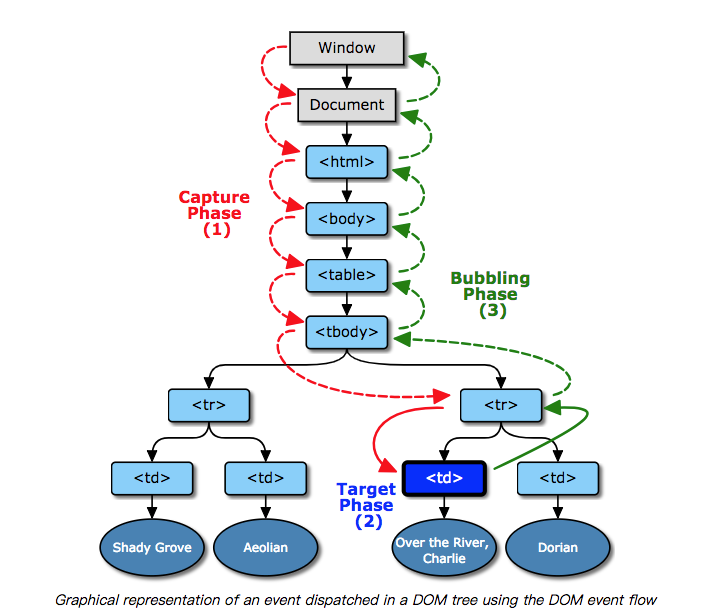 Window
Document
<html>
Capture
Phase
(1)
<body>
<table>
Bubbling
Phase
(3)
<tbody>
<tr>
<tr>
<td>
<td>
Target
Phase
(2)
<td>
<td>
Shady Grove
Aeolian
Over the River,
Charlie
Dorian
Graphical representation of an event dispatched in a DOM tree using the DOM event flow